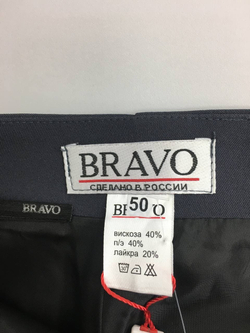 BRAVO
СДЕЛАНО В РОССИИ
BRAVO
50
вискоза 40%
п/э 40%
лайкра 20%